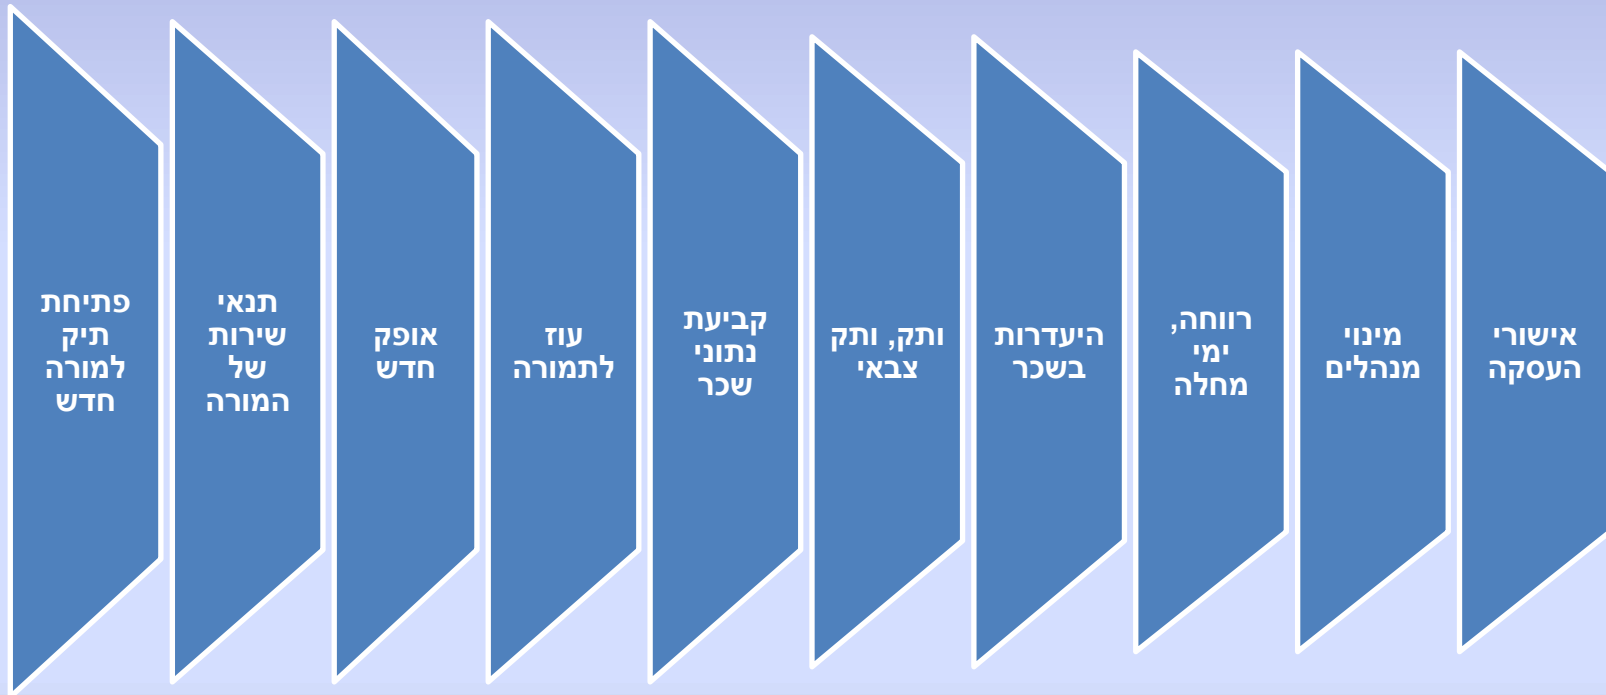 פתיחת
תיק
למורה
חדש
תנאי
שירות
של
המורה
אופק
חדש
עוז
לתמורה
קביעת
נתוני
שכר
ותק, ותק
צבאי
היעדרות
בשכר
רווחה,
ימי
מחלה
מינוי
מנהלים
אישורי
העסקה